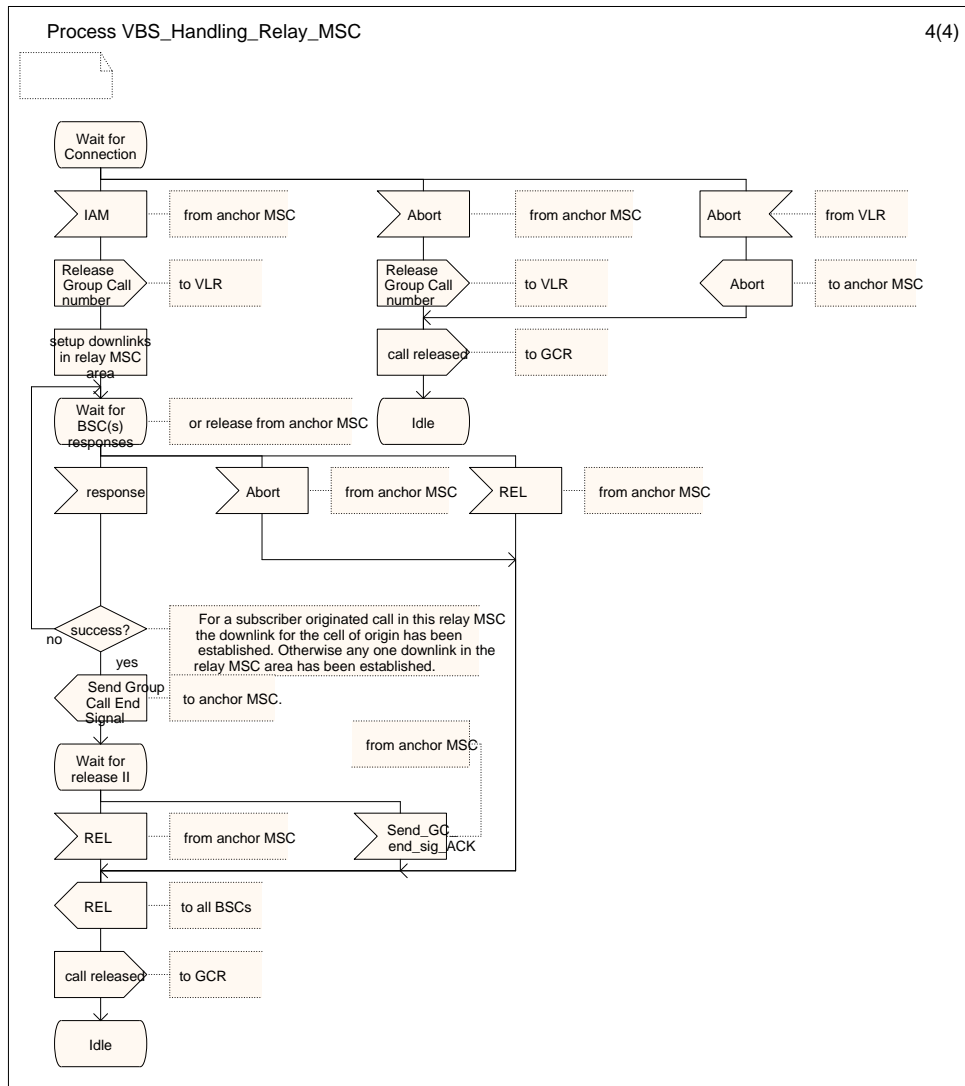 Process VBS_Handling_Relay_MSC
4(4)
Wait for
Connection
IAM
from anchor MSC
Abort
from anchor MSC
Abort
from VLR
Release
Group Call
number
to VLR
Release
Group Call
number
to VLR
Abort
to anchor MSC
setup downlinks
in relay MSC
area
call released
to GCR
Wait for
BSC(s)
responses
or release from anchor MSC
Idle
response
Abort
from anchor MSC
REL
from anchor MSC
success?
no
yes
For a subscriber originated call in this relay MSC
the downlink for the cell of origin has been
established. Otherwise any one downlink in the
relay MSC area has been established.
Send Group
Call End
Signal
to anchor MSC.
from anchor MSC
Wait for
release II
REL
from anchor MSC
Send_GC_
end_sig_ACK
REL
to all BSCs
call released
to GCR
Idle